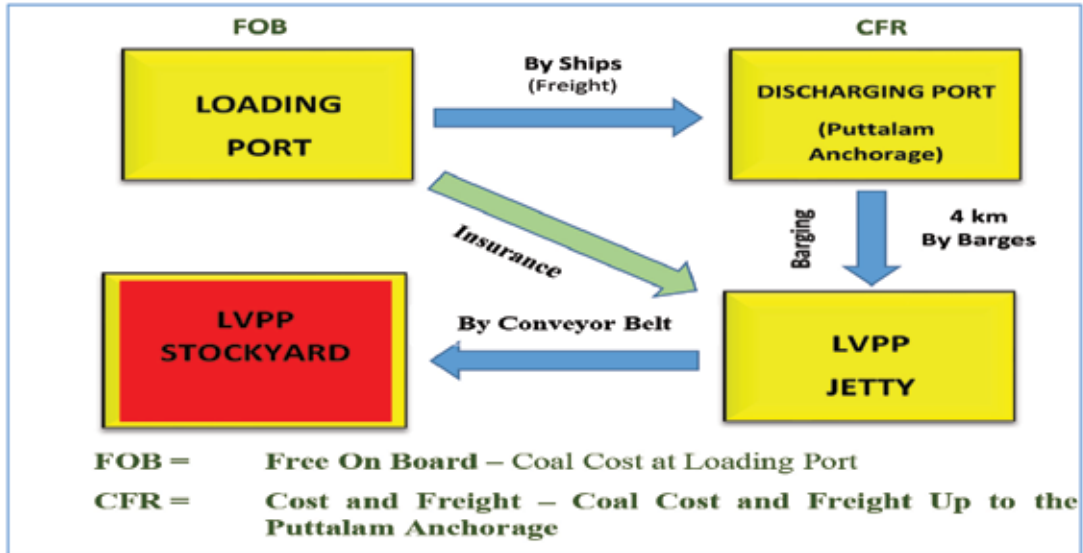 FOB
CFR
LOADING
PORT
By Ships
(Freight)
DISCHARGING PORT
(Puttalam
Anchorage)
Insurance
Barging
4 km
By Barges
LVPP
STOCKYARD
By Conveyor Belt
LVPP
JETTY
FOB = Free On Board – Coal Cost at Loading Port
CFR = Cost and Freight – Coal Cost and Freight Up to the
Puttalam Anchorage